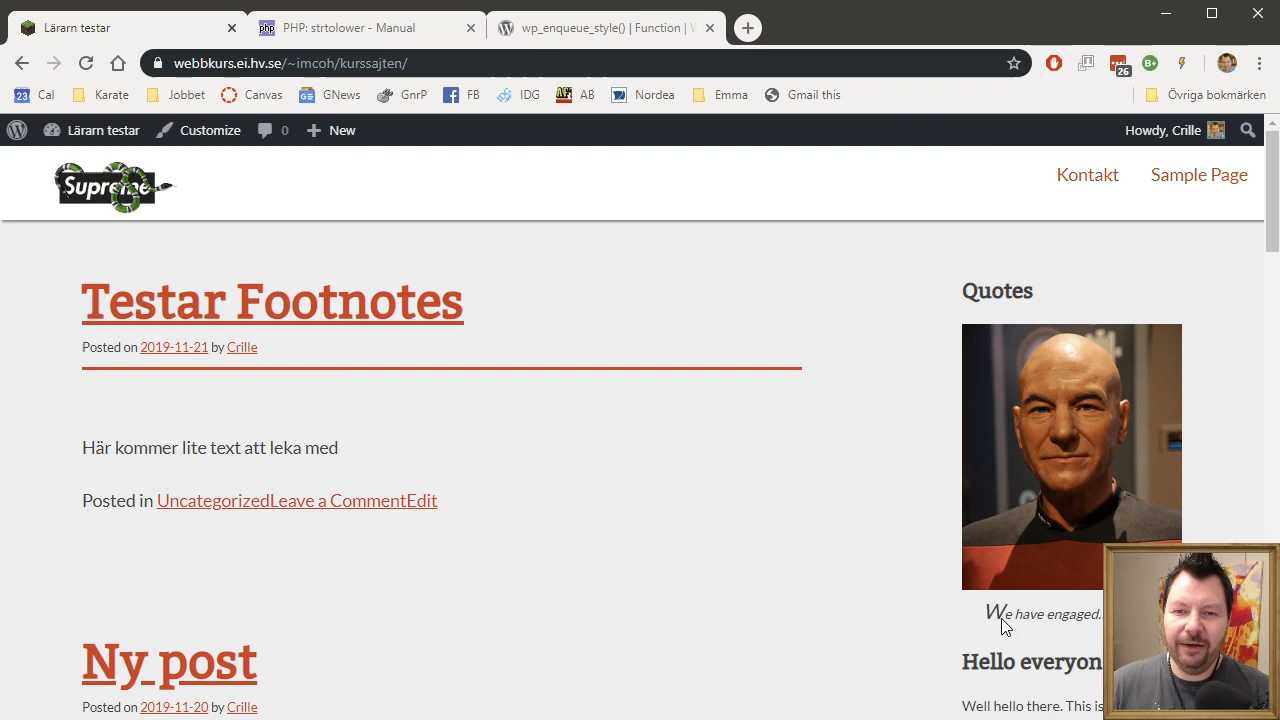 Lärarn testar
PHP: strtolower - Manual
wp_enqueue_style() | Function |
webbkurs.ei.hv.se/~imcoh/kurssajten/
26
23 Cal Karate Jobbet Canvas GNews GnrP FB IDG AB Nordea Emma Gmail this Övriga bokmärken
Lärarn testar Customize 0 New Howdy, Crille
Supreme
Kontakt Sample Page
Testar Footnotes
Posted on 2019-11-21 by Crille
Här kommer lite text att leka med
Posted in UncategorizedLeave a CommentEdit
Ny post
Posted on 2019-11-20 by Crille
Quotes
We have engaged..
Hello everyon
Well hello there. This is